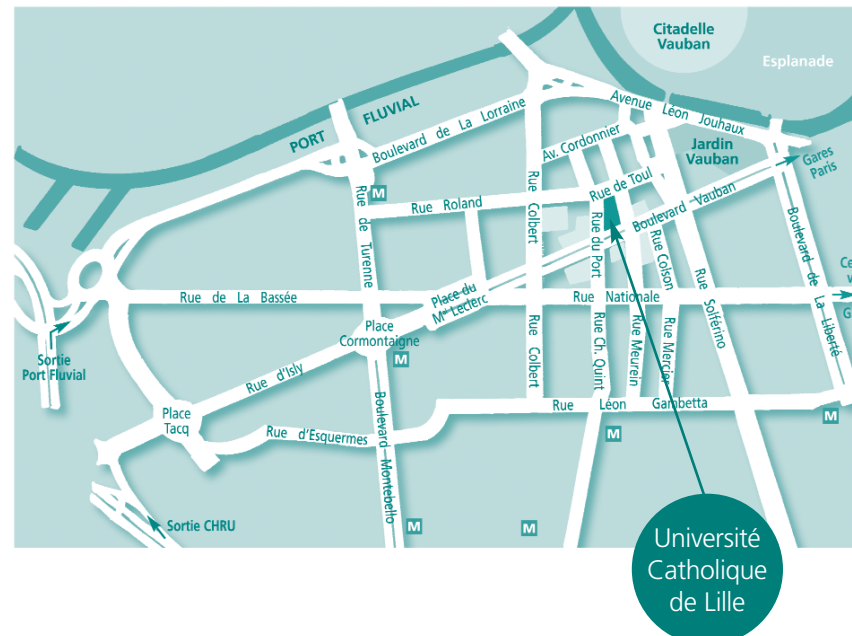 Citadelle
Vauban
Esplanade
PORT FLUVIAL
Boulevard de La Lorraine
Avenue Léon Jouhaux
Av. Cordonnier
Jardin
Vauban
Gares
Paris
M
Rue de Toul
Rue Roland
Boulevard Vauban
Rue de Turenne
Rue Colbert
Rue du Port
Rue Colson
Rue Solférino
Boulevard de La Liberté
Rue de La Bassée
Place du
Mal Leclerc
Rue Nationale
Sortie
Port Fluvial
Place
Cormontaigne
M
Rue d'Isly
Rue Colbert
Rue Ch. Quint
Rue Meurein
Rue Mercier
Place
Tacq
Rue d'Esquermes
Boulevard Montebello
Rue Léon Gambetta
M
M
Sortie CHRU
M
M
Université
Catholique
de Lille